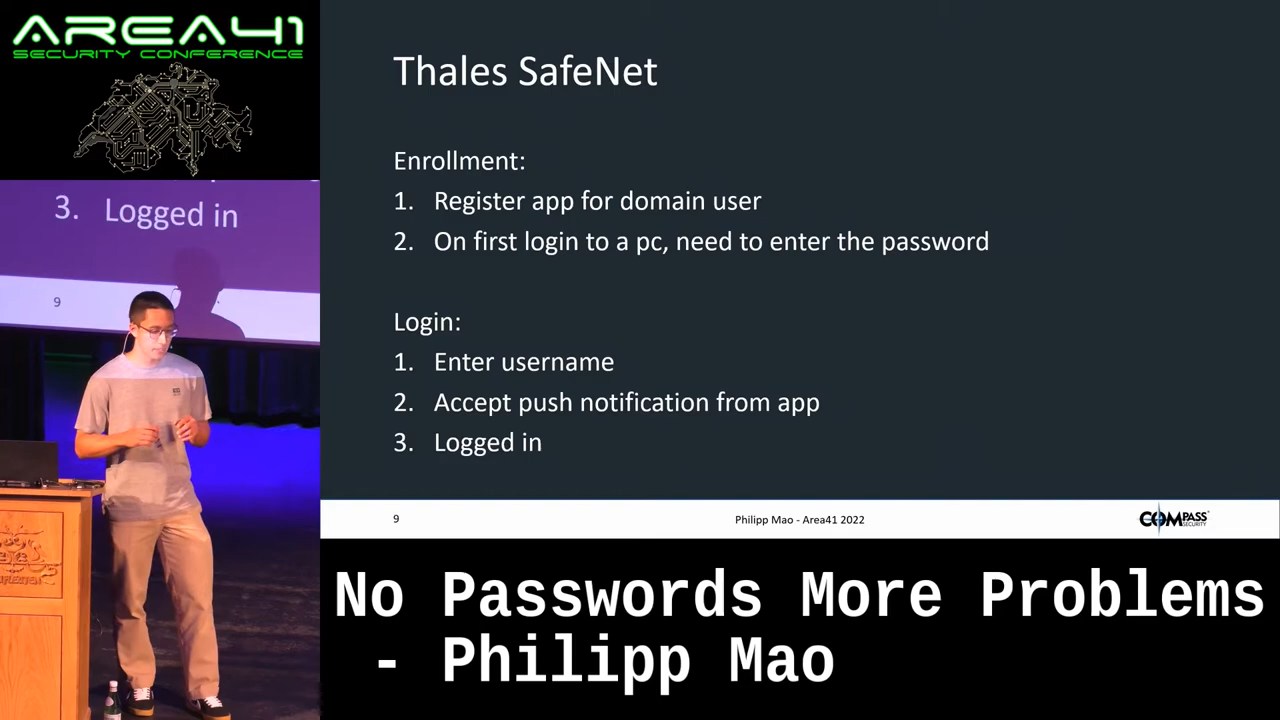 AREA41
SECURITY CONFERENCE
3. Logged in
9
Thales SafeNet
Enrollment:
1. Register app for domain user
2. On first login to a pc, need to enter the password
Login:
1. Enter username
2. Accept push notification from app
3. Logged in
9
Philipp Mao - Area41 2022
COMPASS
SECURITY
No Passwords More Problems
- Philipp Mao